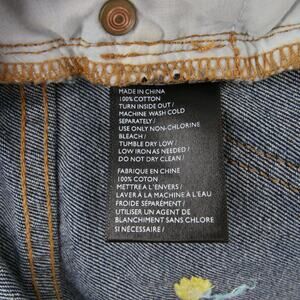 MADE IN CHINA
100% COTTON
TURN INSIDE OUT /
MACHINE WASH COLD
SEPARATELY /
USE ONLY NON-CHLORINE
BLEACH /
TUMBLE DRY LOW /
LOW IRON AS NEEDED /
DO NOT DRY CLEAN /
FABRIQUE EN CHINE
100% COTON
METTRE A L'ENVERS /
LAVER À LA MACHINE A L'EAU
FROIDE SÉPARÉMENT /
UTILISER UN AGENT DE
BLANCHIMENT SANS CHLORE
SI NÉCESSAIRE /